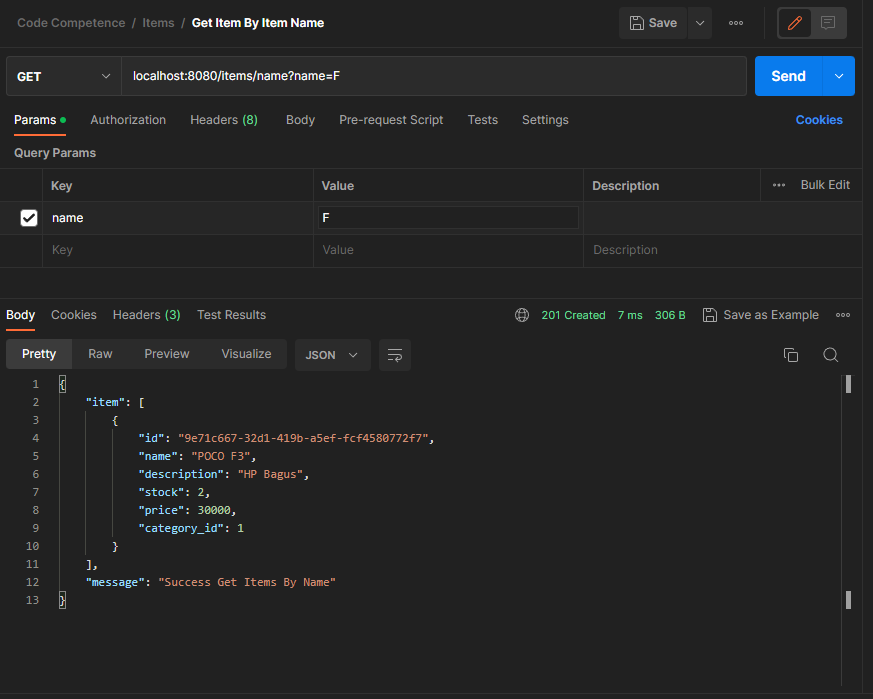 Code Competence / Items / Get Item By Item Name
Save
GET
localhost:8080/items/name?name=F
Send
Params Authorization Headers (8) Body Pre-request Script Tests Settings Cookies
Query Params
Key Value Description Bulk Edit
name F
Key Value Description
Body Cookies Headers (3) Test Results 201 Created 7 ms 306 B Save as Example
Pretty Raw Preview Visualize JSON
1 {
2 "item": [
3 {
4 "id": "9e71c667-32d1-419b-a5ef-fcf4580772f7",
5 "name": "POCO F3",
6 "description": "HP Bagus",
7 "stock": 2,
8 "price": 30000,
9 "category_id": 1
10 }
11 ],
12 "message": "Success Get Items By Name"
13 }